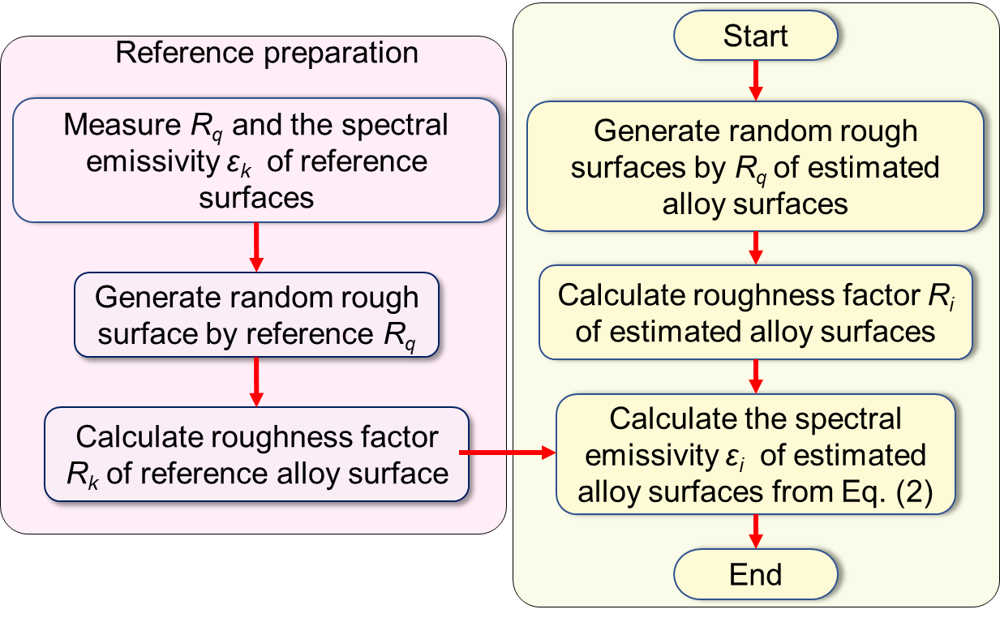 Reference preparation
Measure Rq and the spectral
emissivity εk of reference
surfaces
Generate random rough
surface by reference Rq
Calculate roughness factor
Rk of reference alloy surface
Start
Generate random rough
surfaces by Rq of estimated
alloy surfaces
Calculate roughness factor Ri
of estimated alloy surfaces
Calculate the spectral
emissivity εi of estimated
alloy surfaces from Eq. (2)
End